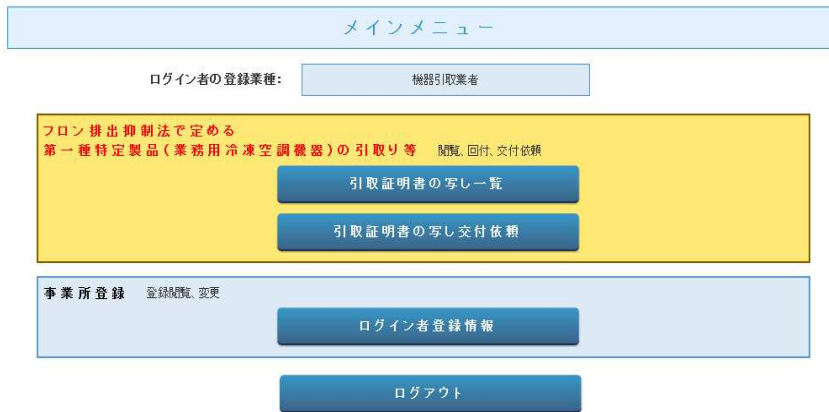 メインメニュー
ログイン者の登録業種: 機器引取業者
フロン排出抑制法で定める
第一種特定製品(業務用冷凍空調機器)の引取り等 閲覧、回付、交付依頼
引取証明書の写し一覧
引取証明書の写し交付依頼
事業所登録 登録閲覧、変更
ログイン者登録情報
ログアウト